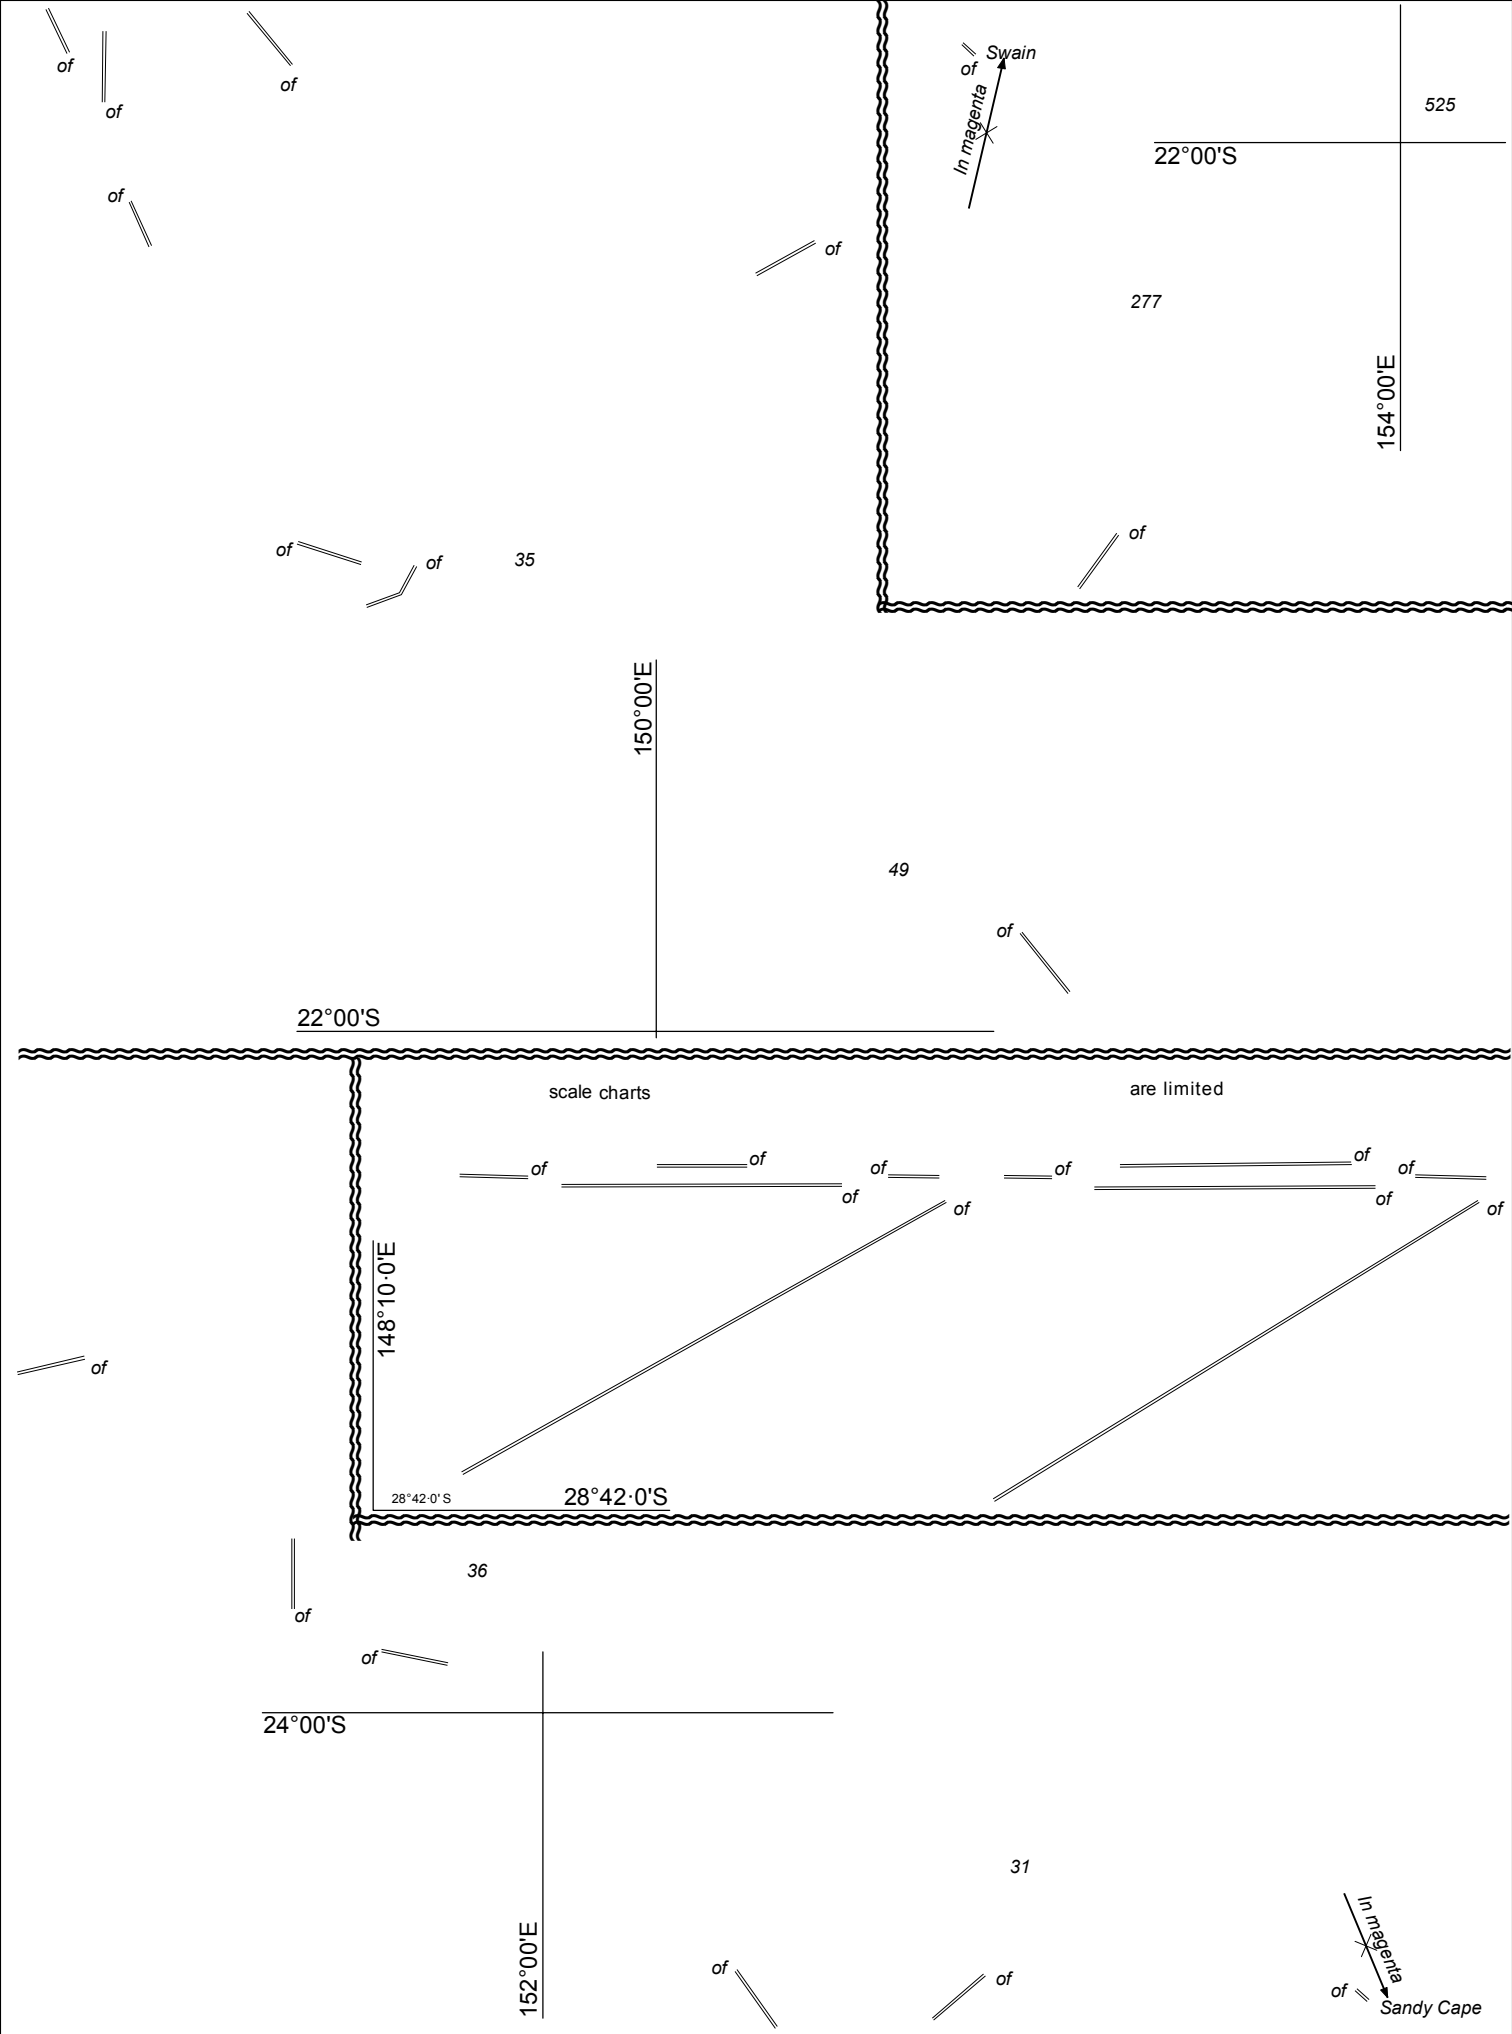 of
of
of
of
of
of
of
35
150°00'E
49
of
22°00'S
Swain
of
In magenta
525
22°00'S
277
154°00'E
of
scale charts
are limited
of
of
of
of
of
of
of
of
of
of
148°10·0'E
28°42·0' S
28°42·0'S
of
36
of
of
24°00'S
152°00'E
31
of
of
In magenta
of
Sandy Cape